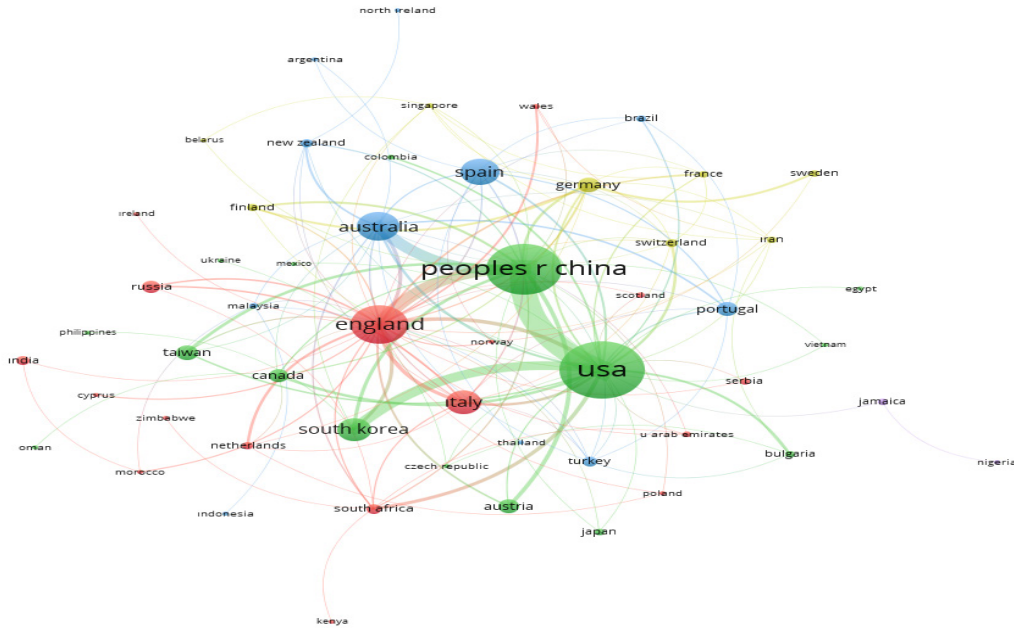 north ireland
argentina
singapore
wales
brazil
belarus
new zealand
colombia
spain
germany
france
sweden
finland
ireland
australia
switzerland
iran
ukraine
mexico
peoples r china
russia
malaysia
scotland
portugal
egypt
philippines
england
norway
vietnam
taiwan
india
canada
usa
serbia
cyprus
italy
jamaica
zimbabwe
south korea
oman
netherlands
thailand
u arab emirates
bulgaria
morocco
czech republic
turkey
nigeria
poland
indonesia
south africa
austria
japan
kenya